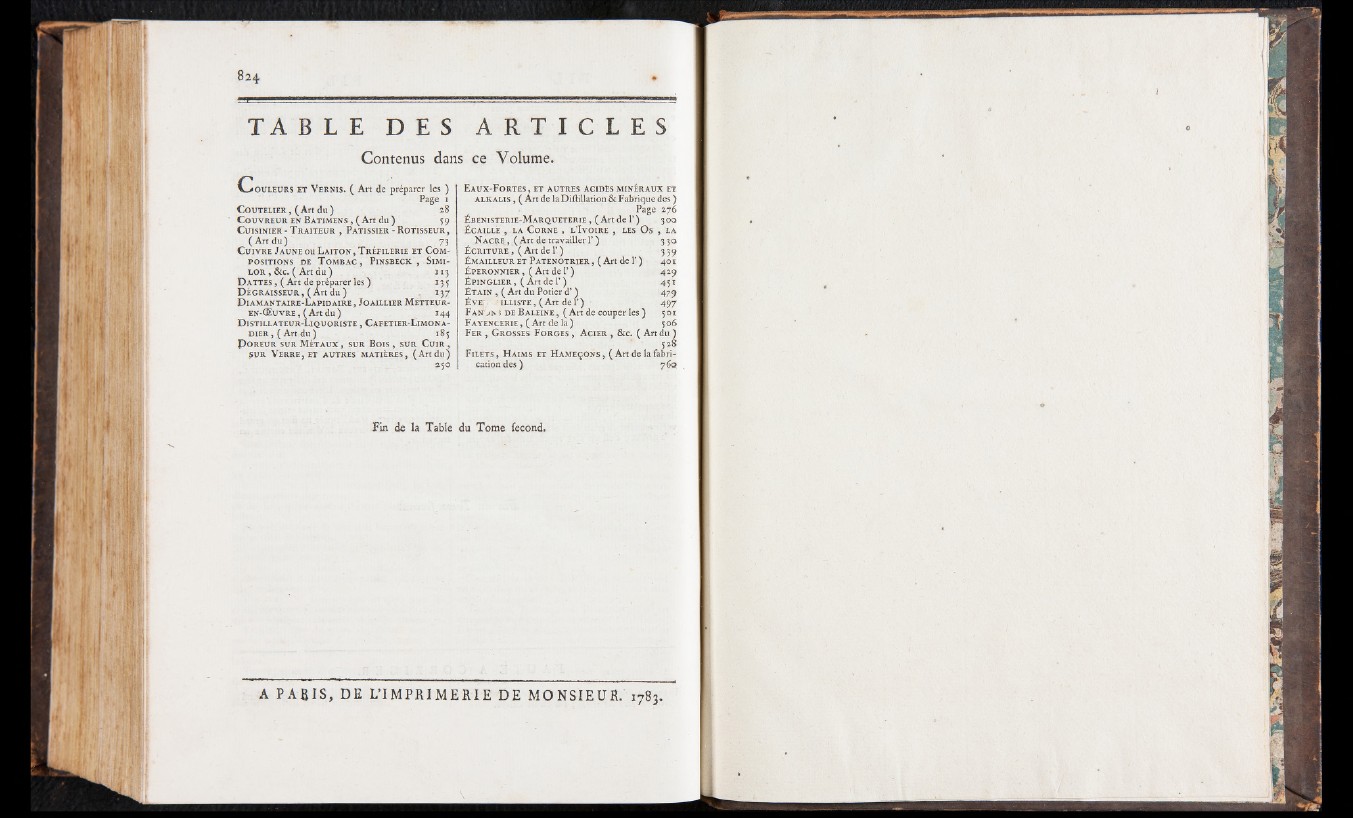 824
TABLE DES ARTICLES
Contenus dans ce Volume.
COULEURS ET VERNIS. ( Art de préparer les )
Page 1
COUTELIER, ( Art du ) 28
COUVREUR EN BATIMENS, ( Art du ) 59
CUISINIER - TRAITEUR, PATISSIER - ROTISSEUR,
( Art du ) 73
CUIVRE JAUNE OU LAITON, TRÉFILERIE ET COM-
POSITIONS DE TOMBAC, PINSBECK, SIMI-
LOR, &c. ( Art du ) 113
DATTES, ( Art de préparer les ) 135
DÉGRAISSEUR, ( Art du ) 137
DIAMANTAIRE-LAPIDAIRE, JOAILLIER METTEUR-
EN-ŒUVRE, ( Art du ) 144
DISTILLATEUR-LIQUORISTE, CAFETIER-LIMONA-
DIER, ( Art du ) 185
DOREUR SUR MÉTAUX, SUR BOIS, SUR CUIR,
SUR VERRE, ET AUTRES MATIÈRES, ( Art du )
250
EAUX-FORTES, ET AUTRES ACIDES MINÉRAUX ET
ALKALIS, ( Art de la Distillation & Fabrique des )
Page 276
ÉBENISTERIE-MARQUETERIE, ( Art de l' ) 300
ÉCAILLE, LA CORNE, L'IVOIRE, LES OS, LA
NACRE, ( Art de travailler l' ) 330
ÉCRITURE, ( Art de l' ) 339
ÉMAILLEUR ET PATENOTRIER, ( Art de l' ) 401
ÉPERONNIER, ( Art de l' ) 429
ÉPINGLIER, ( Art de l' ) 451
ETAIN, ( Art du Potier d' ) 479
ÉVE ILLISTE, ( Art de l' ) 497
DE BALEINE, ( Art de couper les ) 501
FAYENCERIE, ( Art de la ) 506
FER, GROSSES FORGES, ACIER, &c. ( Art du )
528
FILETS, HAIMS ET HAMEÇONS, ( Art de la fabri-
cation des ) 760
Fin de la Table du Tome second.
A PARIS, DE L'IMPRIMERIE DE MONSIEUR. 1783.